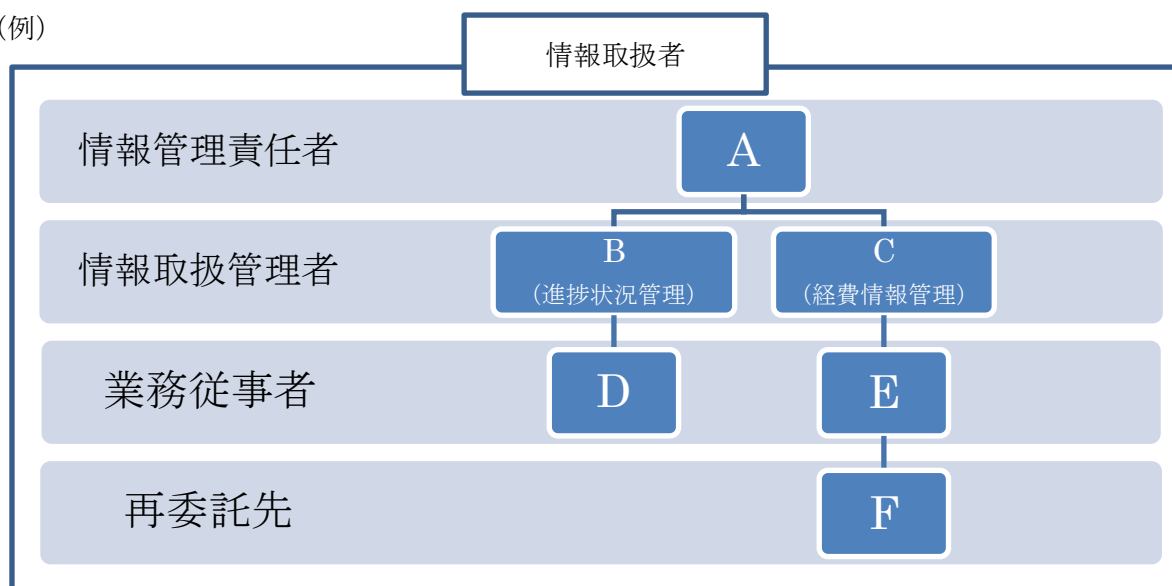 (例)
情報取扱者
情報管理責任者
A
情報取扱管理者
B
(進捗状況管理)
C
(経費情報管理)
業務従事者
D
E
再委託先
F